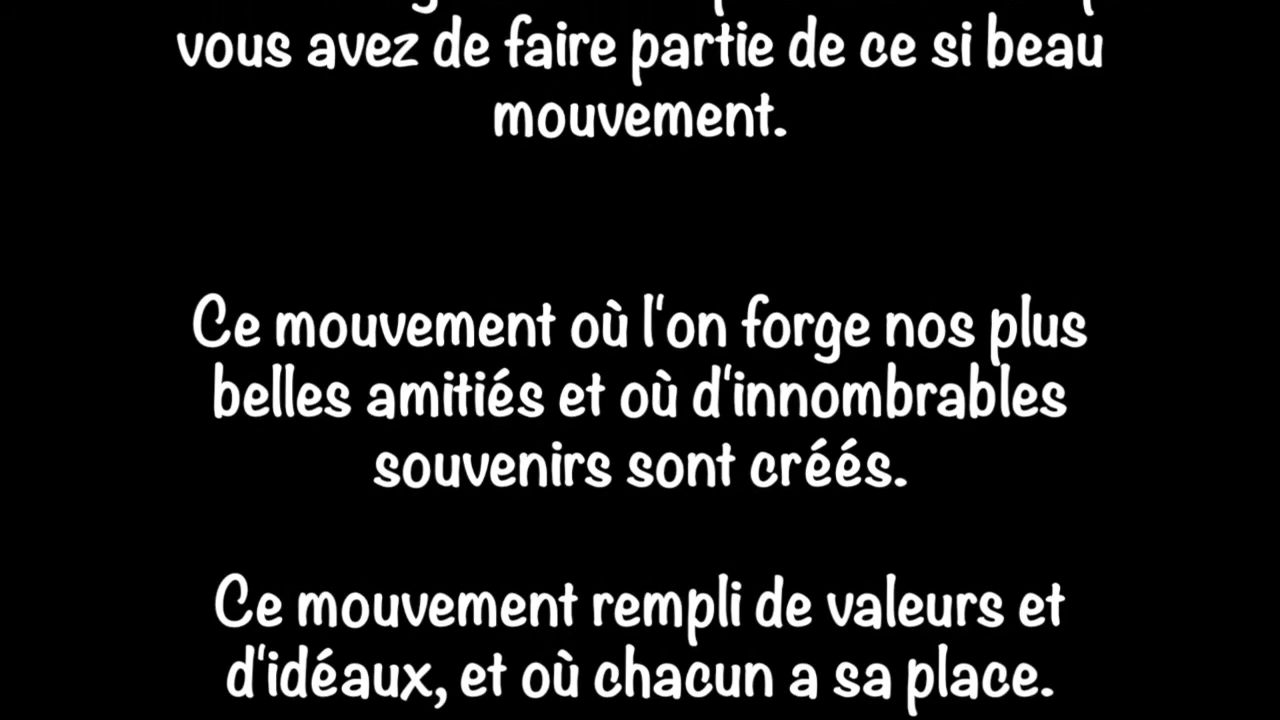 vous avez de faire partie de ce si beau
mouvement.
Ce mouvement où l'on forge nos plus
belles amitiés et où d'innombrables
souvenirs sont créés.
Ce mouvement rempli de valeurs et
d'idéaux, et où chacun a sa place.